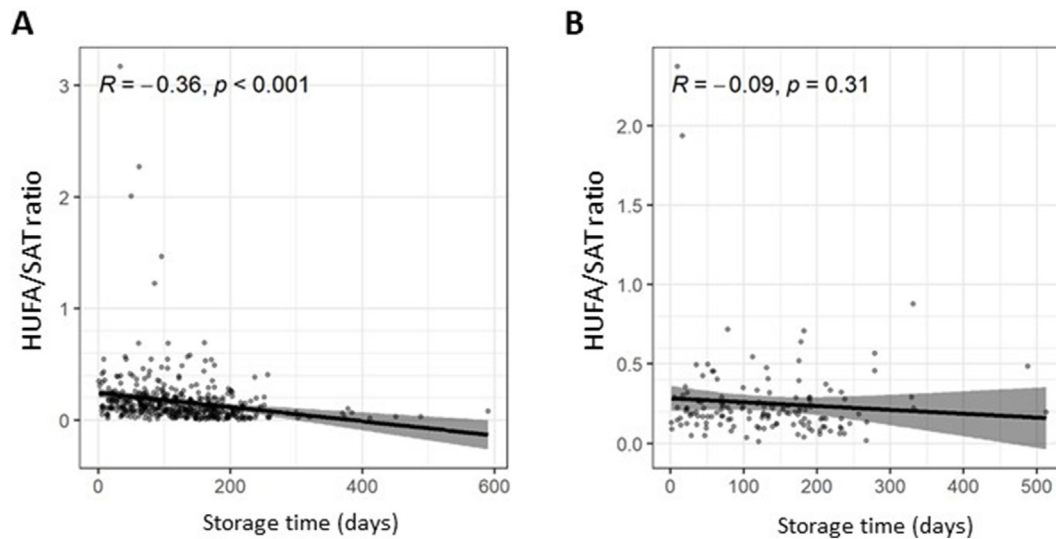 A
R = −0.36, p < 0.001
HUFA/SAT ratio
3
2
1
0
0 200 400 600
Storage time (days)
B
R = −0.09, p = 0.31
HUFA/SAT ratio
2.0
1.5
1.0
0.5
0.0
0 100 200 300 400 500
Storage time (days)